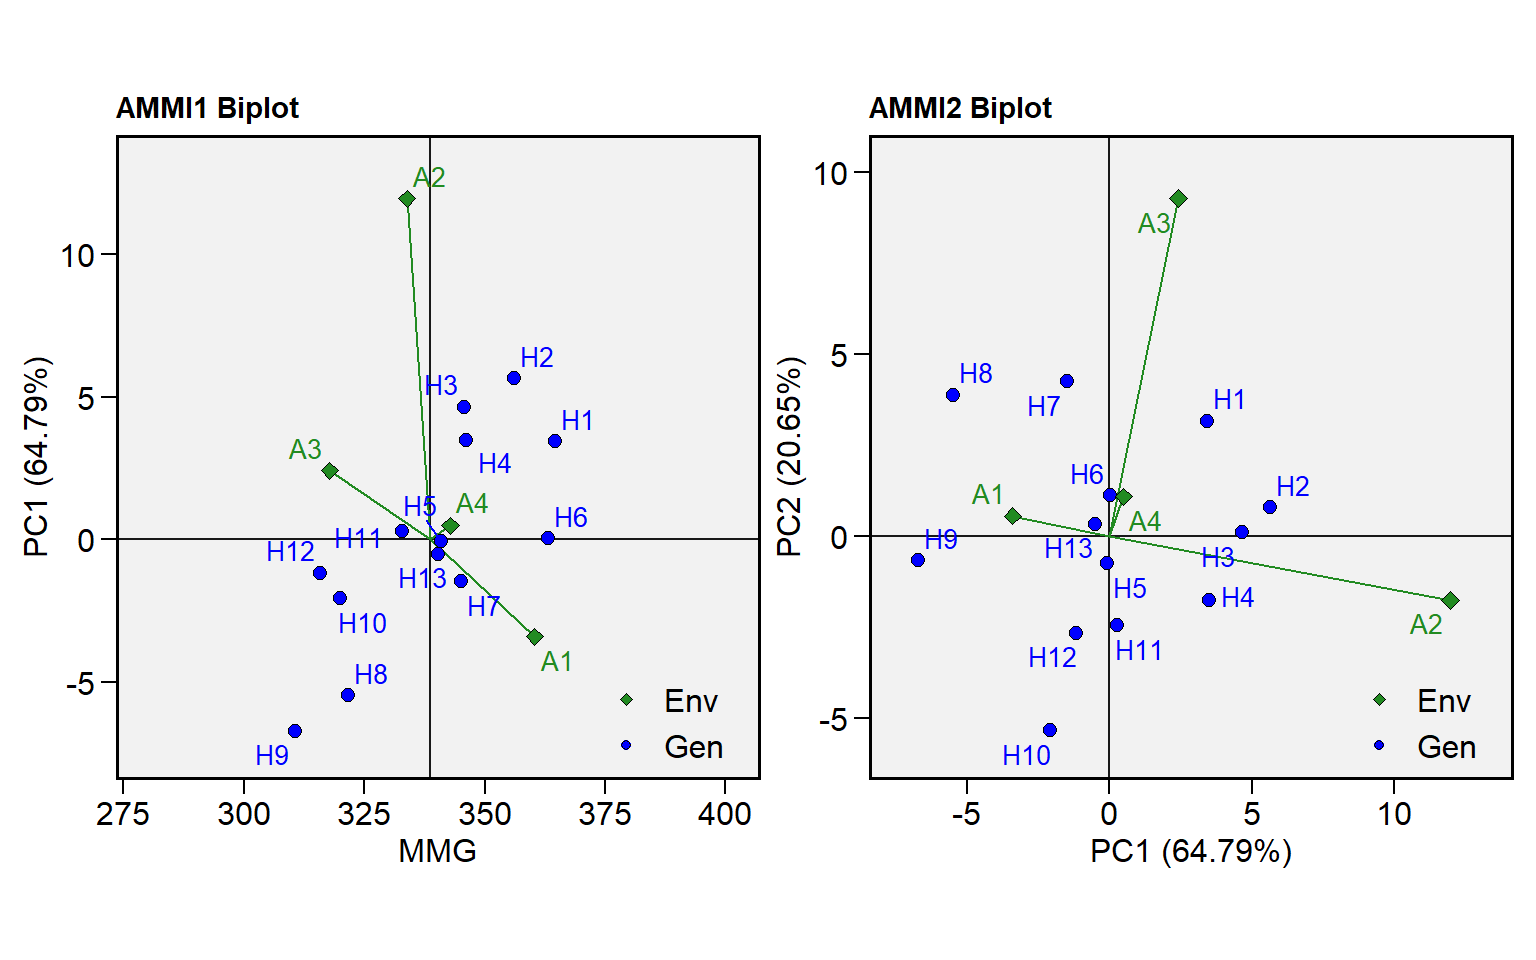 AMMI1 Biplot
A2
10
H2
H3
5
H1
A3
H4
H5
A4
H6
H11
0
H12
H13
H7
H10
A1
H8
-5
Env
H9
Gen
275 300 325 350 375 400
MMG
PC1 (64.79%)
AMMI2 Biplot
10
A3
5
H8
H7
H1
H6
H2
A1
A4
0
H9
H13
H3
H5
H4
A2
H12
H11
-5
Env
H10
Gen
-5 0 5 10
PC1 (64.79%)
PC2 (20.65%)